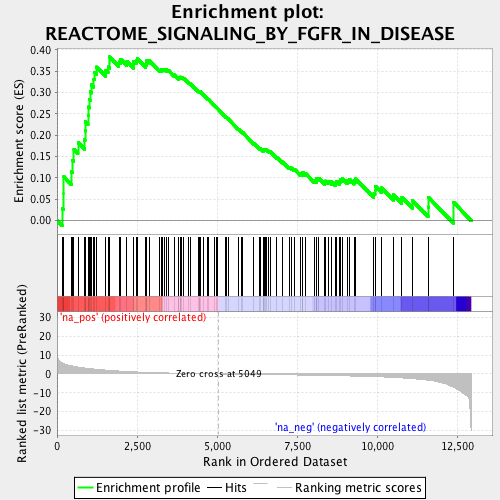 Enrichment plot:
REACTOME_SIGNALING_BY_FGFR_IN_DISEASE
Enrichment score (ES)
0.40
0.35
0.30
0.25
0.20
0.15
0.10
0.05
0.00
Ranked list metric (PreRanked)
30
20
10
0
-10
-20
-30
'na_pos' (positively correlated)
Zero cross at 5049
'na_neg' (negatively correlated)
0
2,500
5,000
7,500
10,000
12,500
Rank in Ordered Dataset
Enrichment profile
Hits
Ranking metric scores